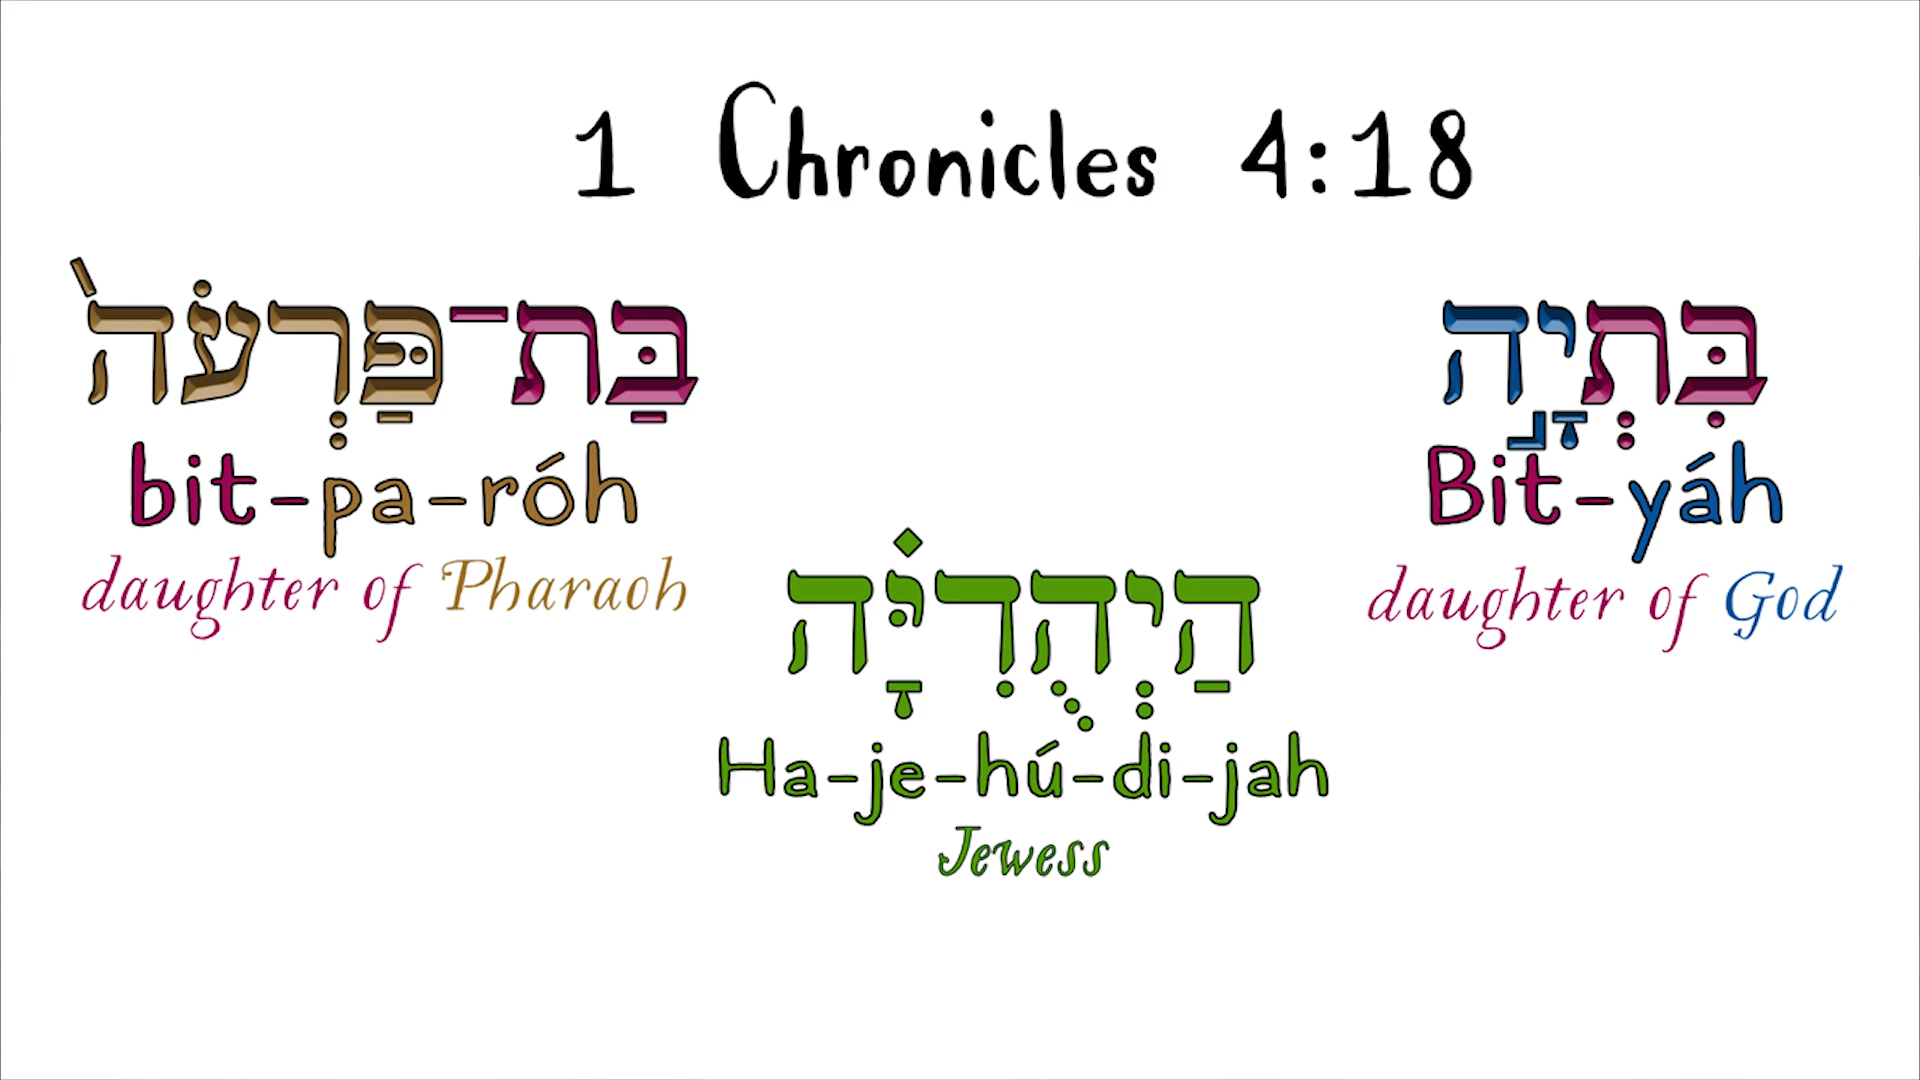 1 Chronicles 4:18
בַּת־פַּרְעֹ֙ה֙
bit-pa-róh
daughter of Pharaoh
בִּתְיָ֣ה
Bit-yáh
daughter of God
הַיְהֻדִיָּ֗ה
Ha-je-hú-di-jah
Jewess